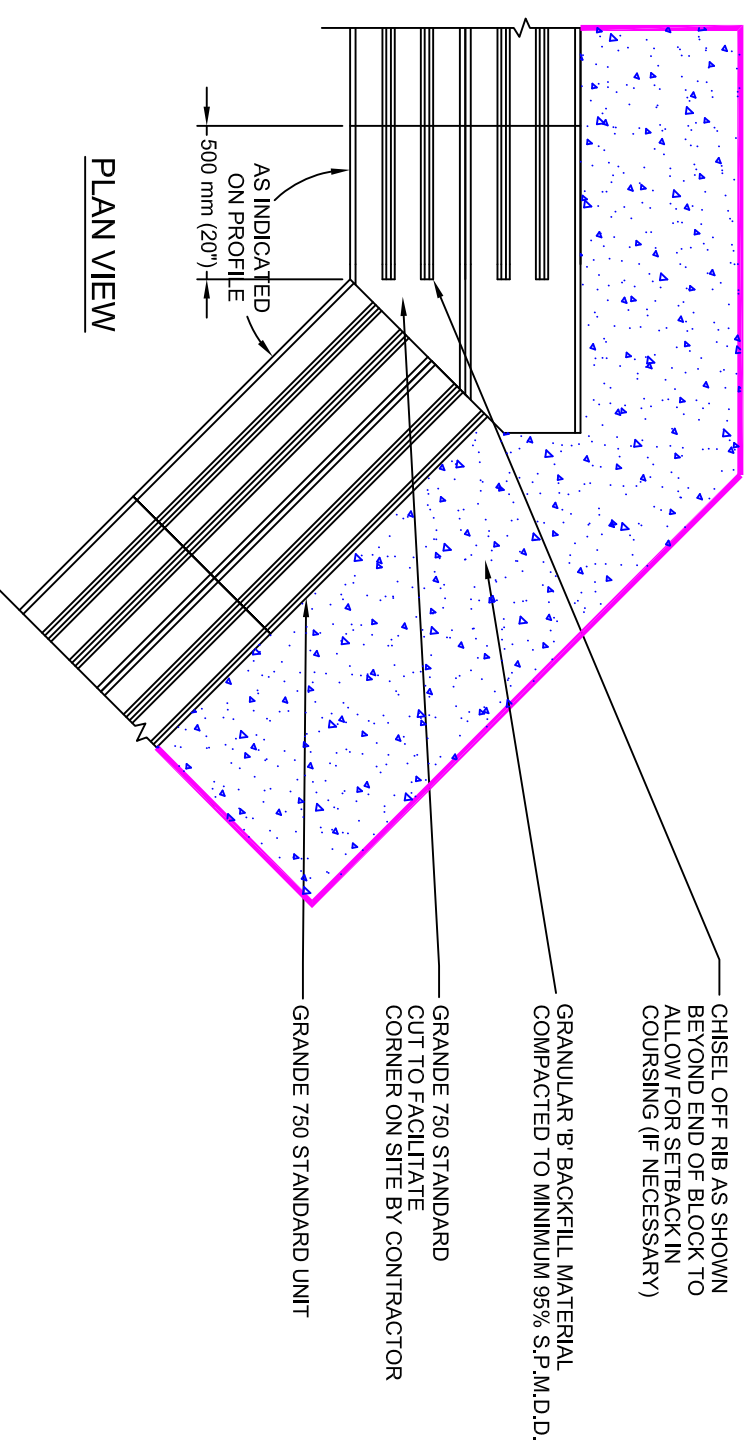 CHISEL OFF RIB AS SHOWN
BEYOND END OF BLOCK TO
ALLOW FOR SETBACK IN
COURSING (IF NECESSARY)
GRANULAR 'B' BACKFILL MATERIAL
COMPACTED TO MINIMUM 95% S.P.M.D.D.
GRANDE 750 STANDARD
CUT TO FACILITATE
CORNER ON SITE BY CONTRACTOR
GRANDE 750 STANDARD UNIT
AS INDICATED
ON PROFILE
500 mm (20")
PLAN VIEW